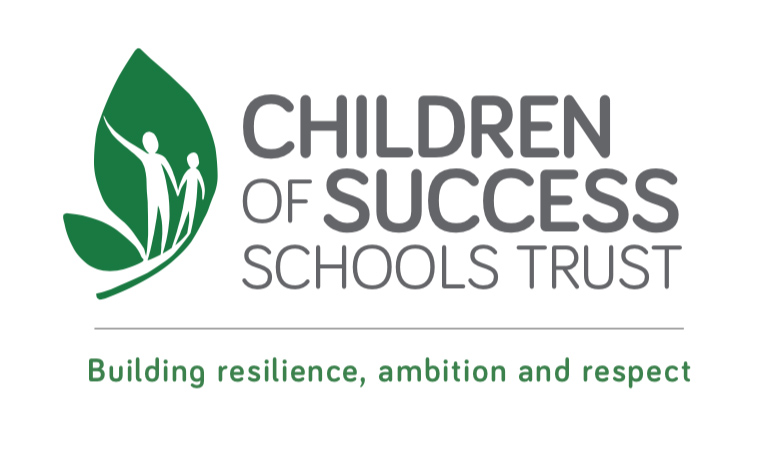 CHILDREN
OF SUCCESS
SCHOOLS TRUST
Building resilience, ambition and respect